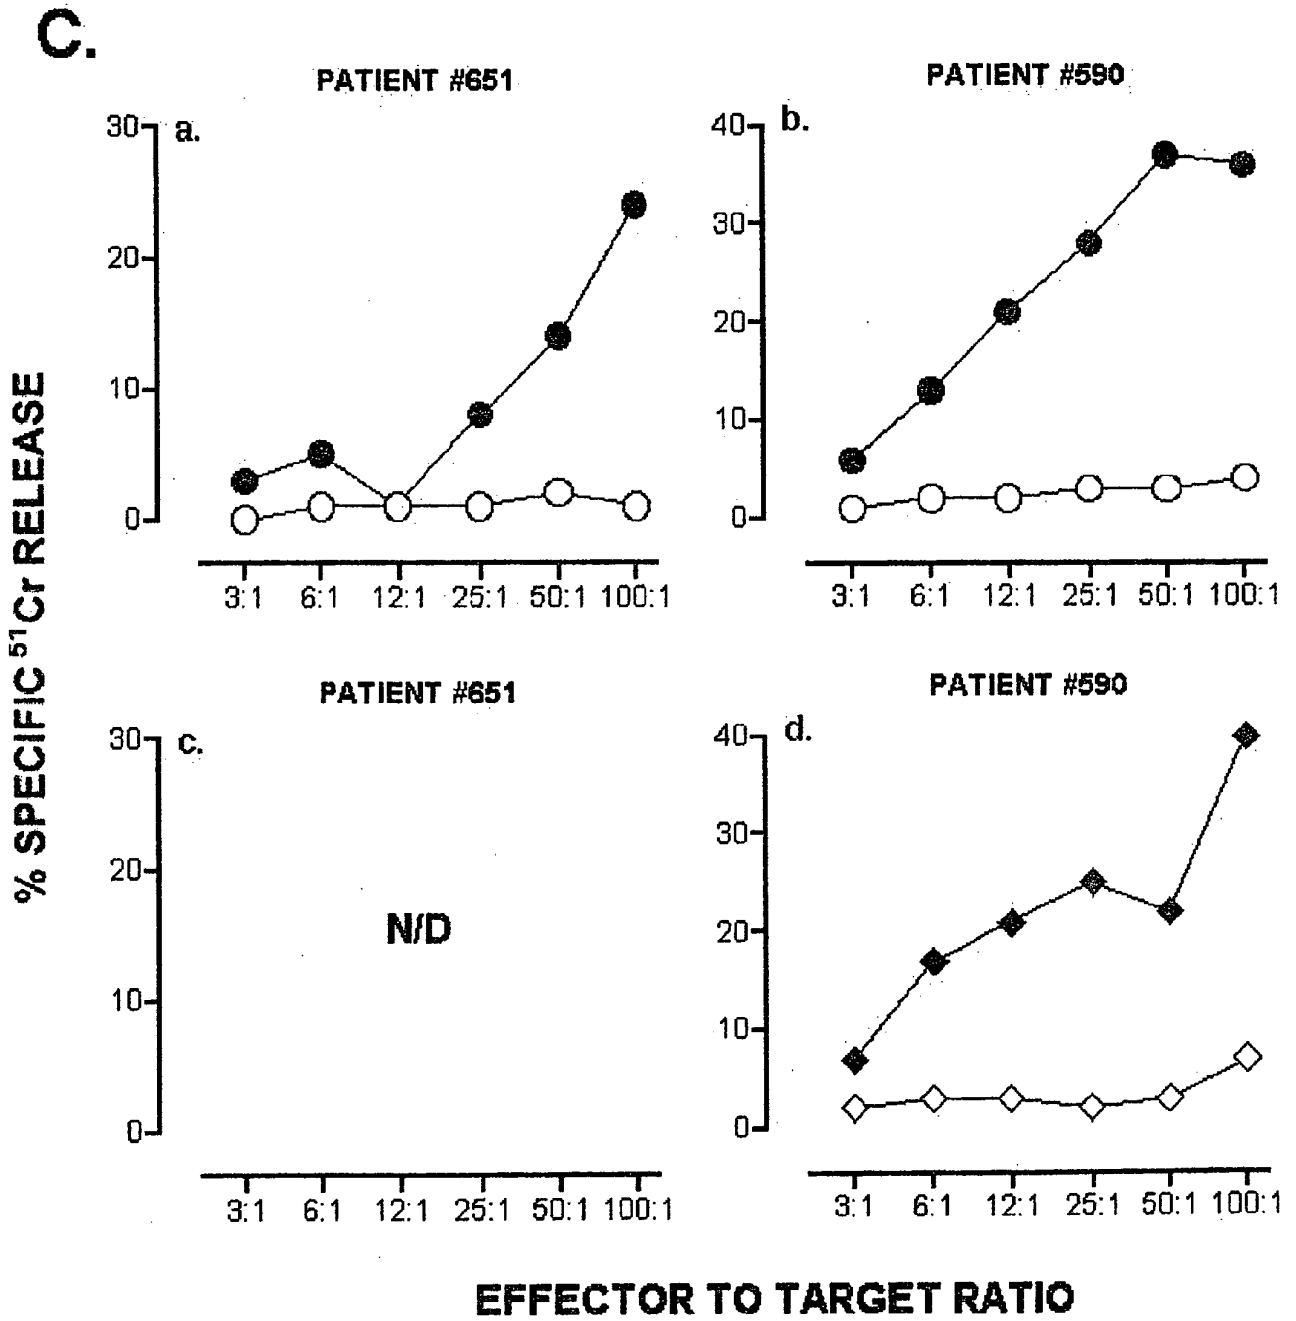 C.
PATIENT #651
PATIENT #590
30
a.
20
10
0
3:1 6:1 12:1 25:1 50:1 100:1
40
b.
30
20
10
0
3:1 6:1 12:1 25:1 50:1 100:1
% SPECIFIC ⁵¹Cr RELEASE
PATIENT #651
PATIENT #590
30
c.
20
10
0
N/D
3:1 6:1 12:1 25:1 50:1 100:1
40
d.
30
20
10
0
3:1 6:1 12:1 25:1 50:1 100:1
EFFECTOR TO TARGET RATIO